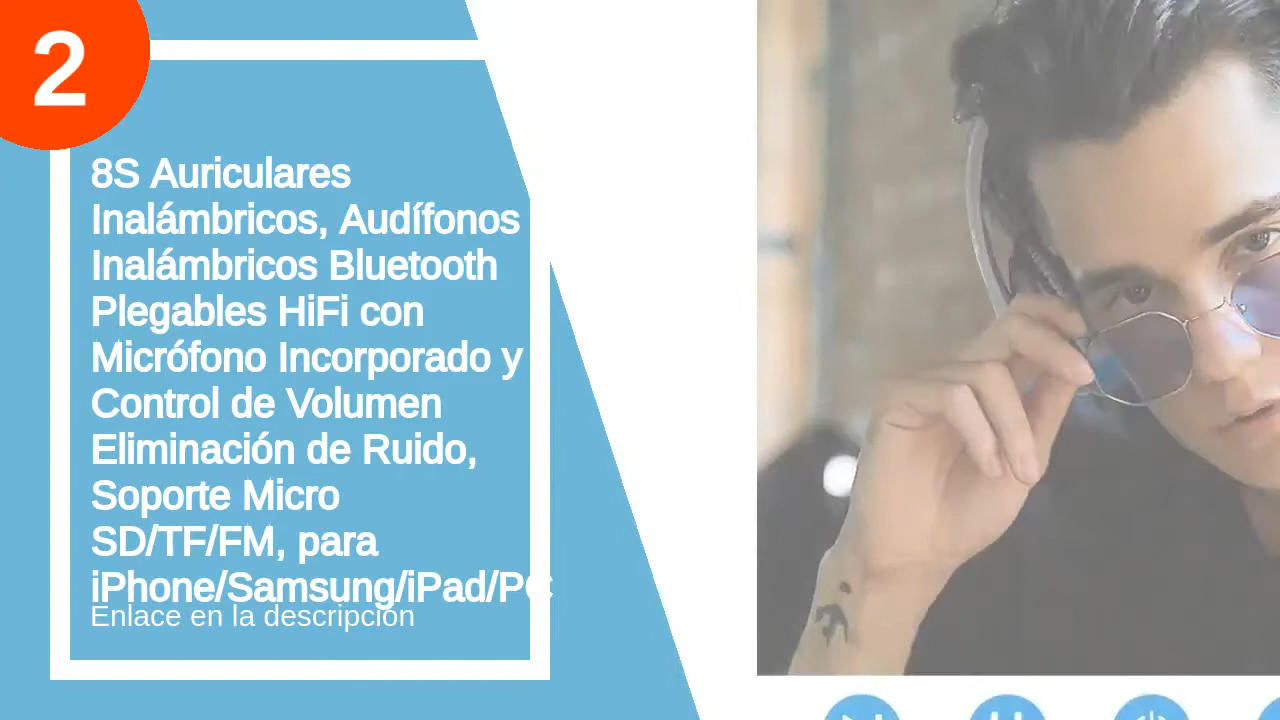 2
8S Auriculares
Inalámbricos, Audífonos
Inalámbricos Bluetooth
Plegables HiFi con
Micrófono Incorporado y
Control de Volumen
Eliminación de Ruido,
Soporte Micro
SD/TF/FM, para
iPhone/Samsung/iPad/PC
Enlace en la descripción